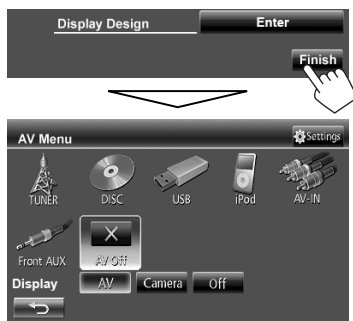 Display Design Enter
Finish
AV Menu Settings
TUNER DISC USB iPod AV-IN
Front AUX AV Off
Display AV Camera Off